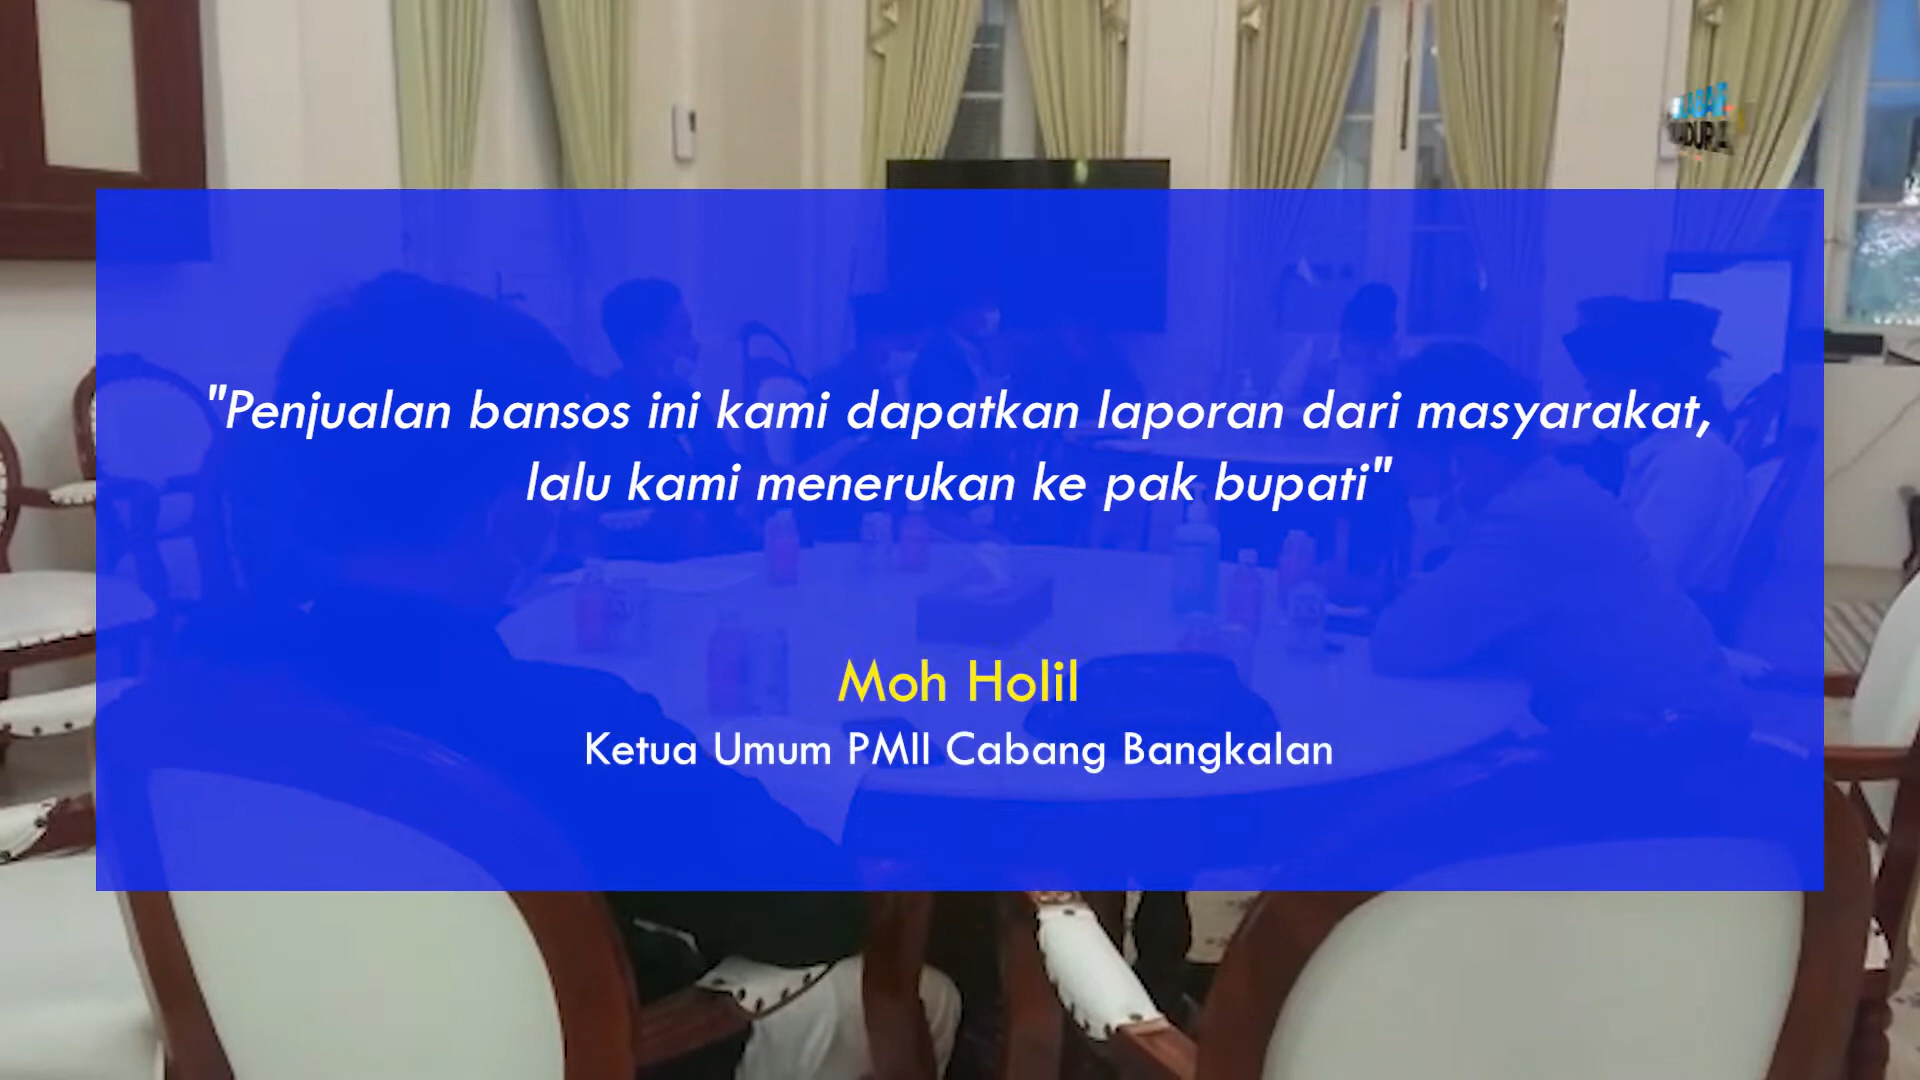 "Penjualan bansos ini kami dapatkan laporan dari masyarakat,
lalu kami menerukan ke pak bupati"
Moh Holil
Ketua Umum PMII Cabang Bangkalan